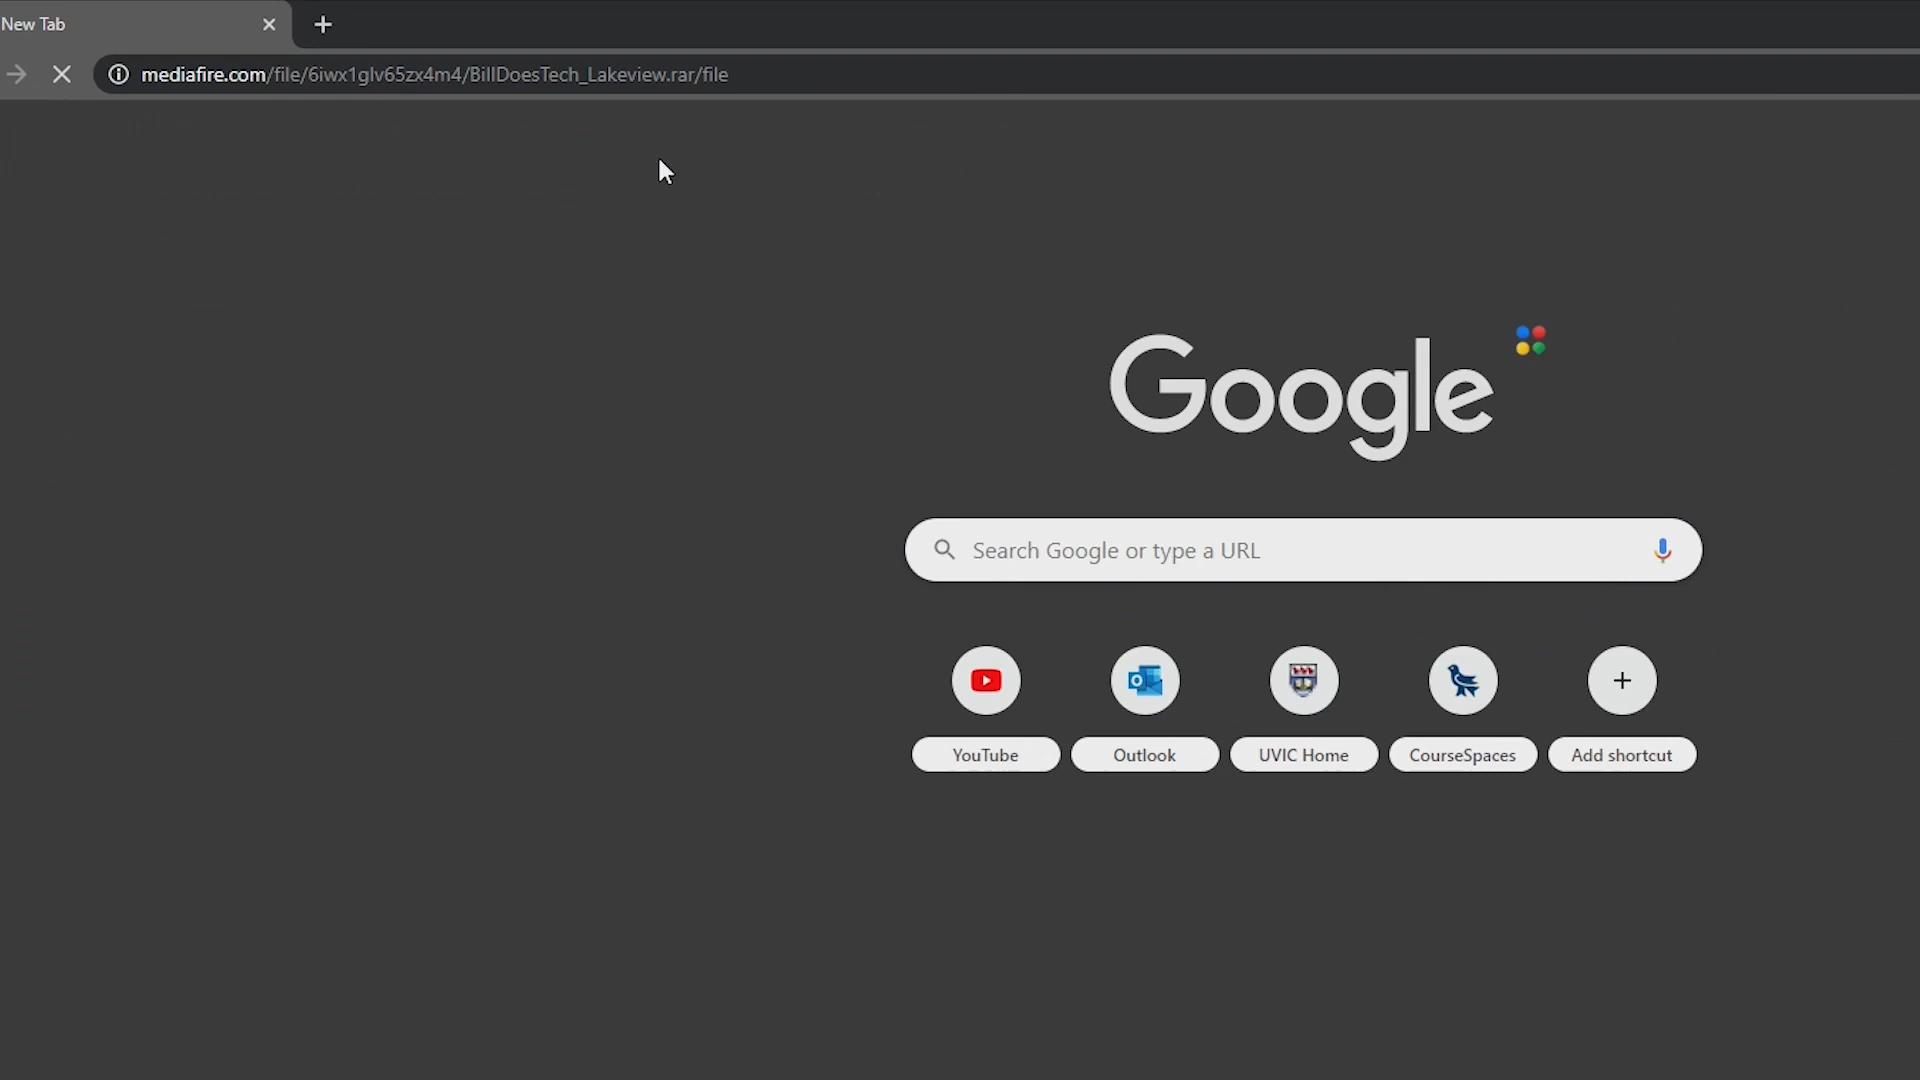 New Tab
mediafire.com/file/6iwx1glv65zx4m4/BillDoesTech_Lakeview.rar/file
Google
Search Google or type a URL
YouTube
Outlook
UVIC Home
CourseSpaces
Add shortcut